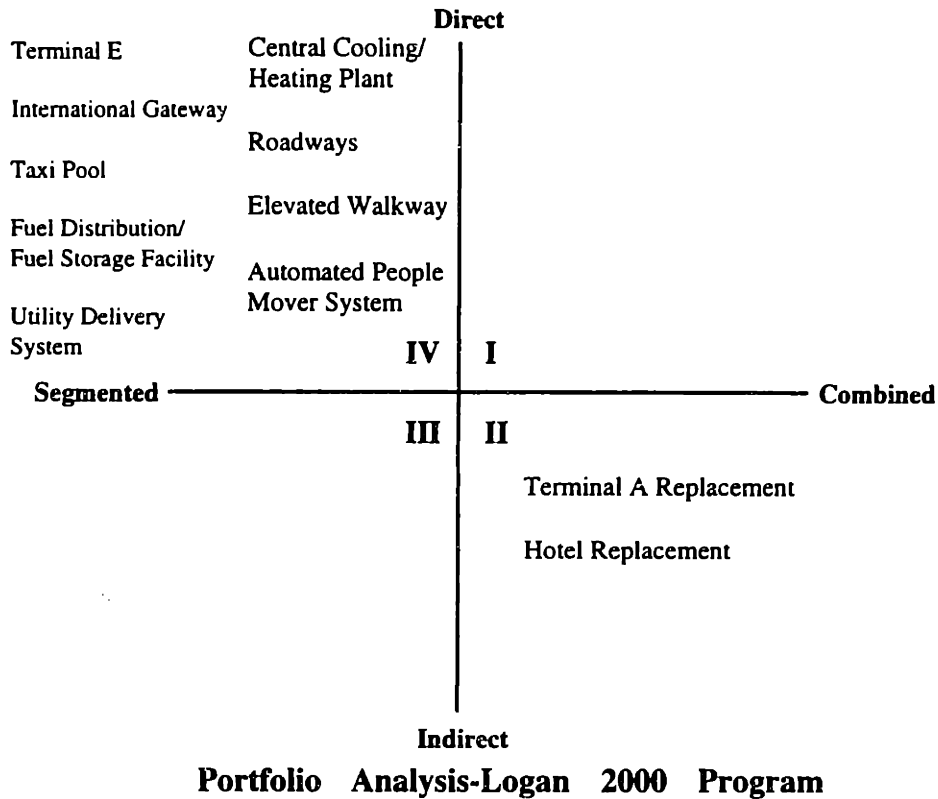 Direct
Terminal E
International Gateway
Taxi Pool
Fuel Distribution/
Fuel Storage Facility
Utility Delivery
System
Central Cooling/
Heating Plant
Roadways
Elevated Walkway
Automated People
Mover System
IV I
Segmented Combined
III II
Terminal A Replacement
Hotel Replacement
Indirect
Portfolio Analysis-Logan 2000 Program